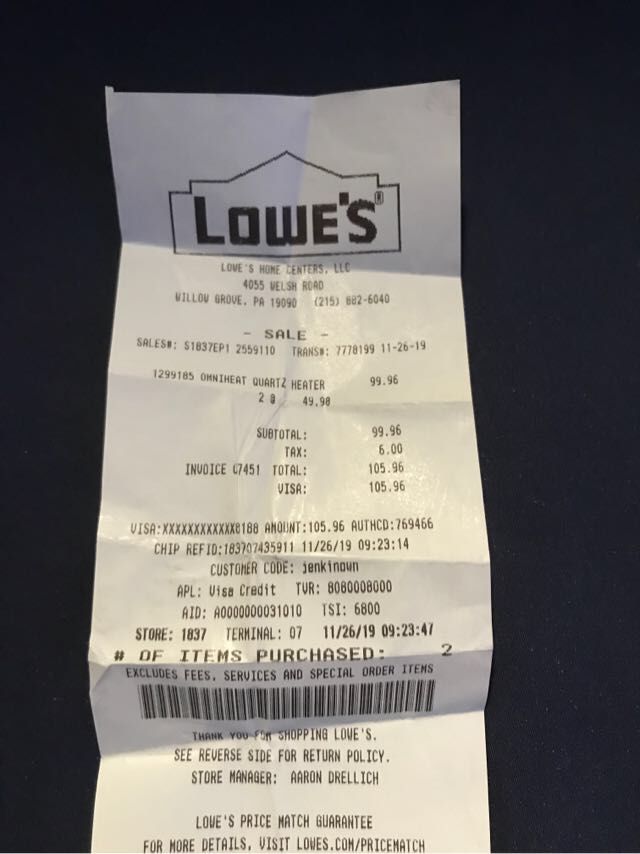 LOWE'S®
LOWE'S HOME CENTERS, LLC
4055 WELSH ROAD
WILLOW GROVE, PA 19090 (215) 682-6040
- SALE -
SALES#: S1837EP1 2559110 TRANS#: 7778199 11-26-19
1299185 OMNIHEAT QUARTZ HEATER 99.96
2 @ 49.98
SUBTOTAL: 99.96
TAX: 6.00
INVOICE 07451 TOTAL: 105.96
VISA: 105.96
VISA:XXXXXXXXXXXX8188 AMOUNT:105.96 AUTHCD:769466
CHIP REFID:183707435911 11/26/19 09:23:14
CUSTOMER CODE: jenkinoun
APL: Visa Credit TVR: 8080008000
AID: A0000000031010 TSI: 6800
STORE: 1837 TERMINAL: 07 11/26/19 09:23:47
# OF ITEMS PURCHASED: 2
EXCLUDES FEES, SERVICES AND SPECIAL ORDER ITEMS
THANK YOU FOR SHOPPING LOWE'S.
SEE REVERSE SIDE FOR RETURN POLICY.
STORE MANAGER: AARON DRELLICH
LOWE'S PRICE MATCH GUARANTEE
FOR MORE DETAILS, VISIT LOWES.COM/PRICEMATCH